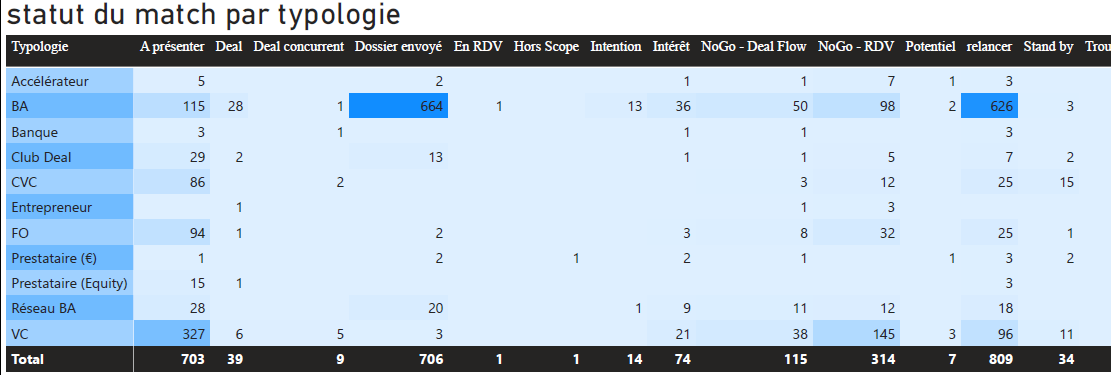 statut du match par typologie
Typologie A présenter Deal Deal concurrent Dossier envoyé En RDV Hors Scope Intention Intérêt NoGo - Deal Flow NoGo - RDV Potentiel relancer Stand by Trou
Accélérateur 5 2 1 1 7 1 3
BA 115 28 1 664 1 13 36 50 98 2 626 3
Banque 3 1 1 1 3
Club Deal 29 2 13 1 1 5 7 2
CVC 86 2 3 12 25 15
Entrepreneur 1 1 3
FO 94 1 2 3 8 32 25 1
Prestataire (€) 1 2 1 2 1 1 3 2
Prestataire (Equity) 15 1 3
Réseau BA 28 20 1 9 11 12 18
VC 327 6 5 3 21 38 145 3 96 11
Total 703 39 9 706 1 1 14 74 115 314 7 809 34